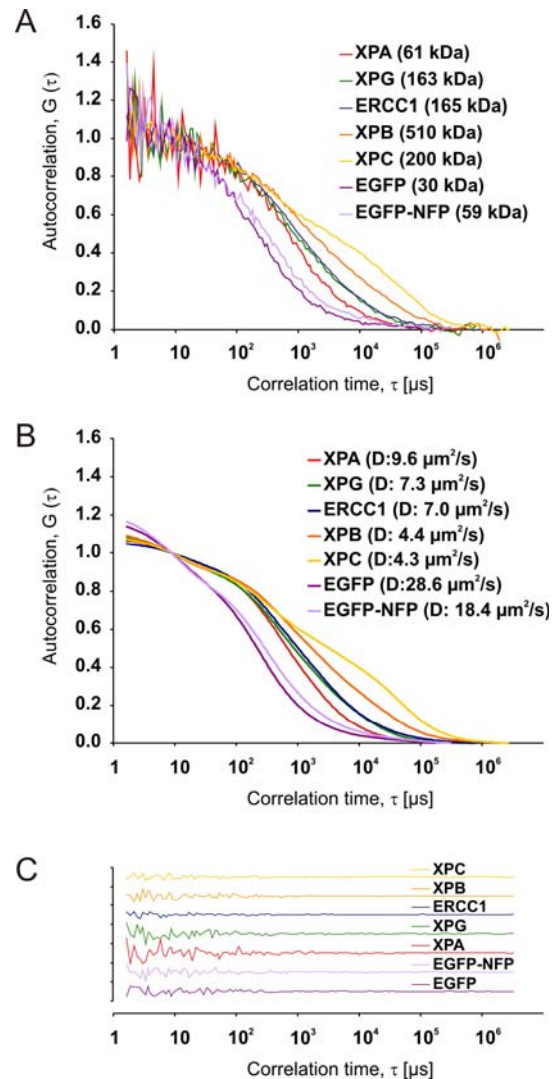 A
1.6
1.4
1.2
1.0
0.8
0.6
0.4
0.2
0.0
Autocorrelation, G (τ)
XPA (61 kDa)
XPG (163 kDa)
ERCC1 (165 kDa)
XPB (510 kDa)
XPC (200 kDa)
EGFP (30 kDa)
EGFP-NFP (59 kDa)
1 10 10² 10³ 10⁴ 10⁵ 10⁶
Correlation time, τ [µs]
B
1.6
1.4
1.2
1.0
0.8
0.6
0.4
0.2
0.0
Autocorrelation, G (τ)
XPA (D:9.6 µm²/s)
XPG (D: 7.3 µm²/s)
ERCC1 (D: 7.0 µm²/s)
XPB (D: 4.4 µm²/s)
XPC (D:4.3 µm²/s)
EGFP (D:28.6 µm²/s)
EGFP-NFP (D: 18.4 µm²/s)
1 10 10² 10³ 10⁴ 10⁵ 10⁶
Correlation time, τ [µs]
C
XPC
XPB
ERCC1
XPG
XPA
EGFP-NFP
EGFP
1 10 10² 10³ 10⁴ 10⁵ 10⁶
Correlation time, τ [µs]